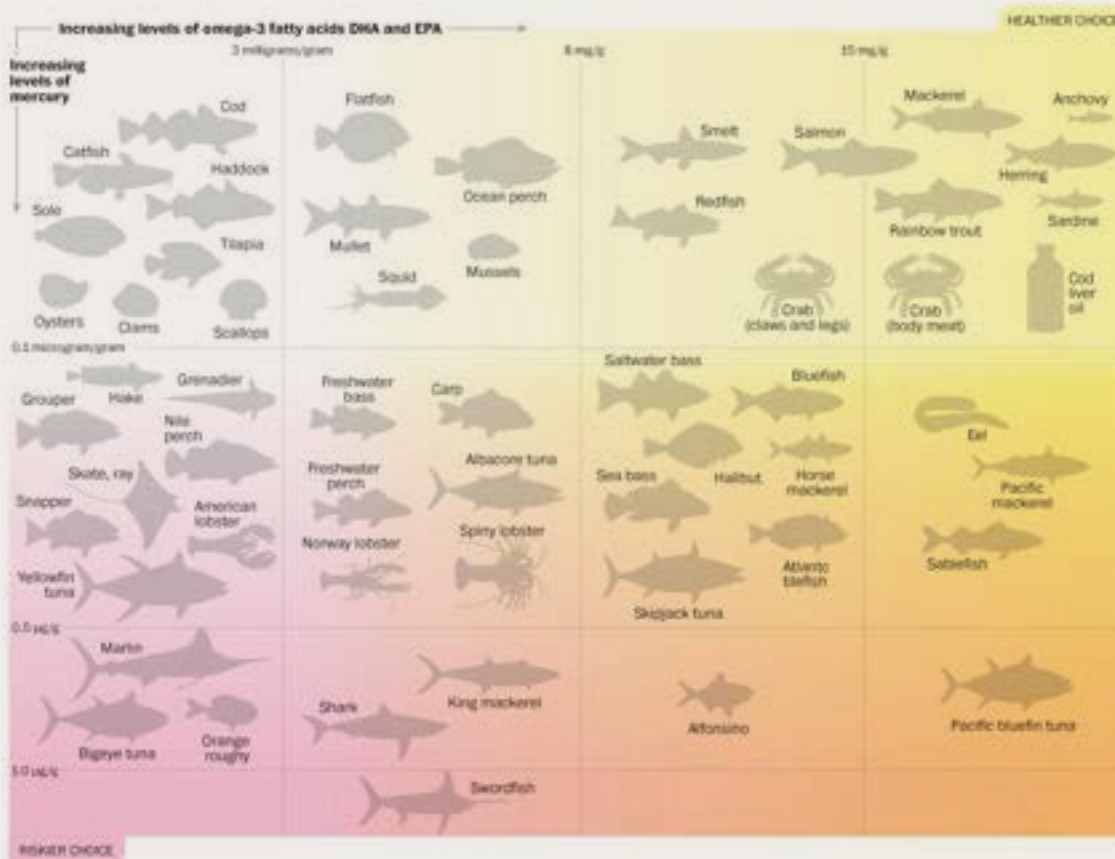 Increasing levels of omega-3 fatty acids DHA and EPA
HEALTHIER CHOICE
3 milligrams/gram
8 mg/g
15 mg/g
Increasing
levels of
mercury
Cod
Catfish
Haddock
Sole
Tilapia
Oysters
Clams
Scallops
Flatfish
Ocean perch
Mullet
Mussels
Squid
Smelt
Salmon
Redfish
Crab
(claws and legs)
Mackerel
Anchovy
Herring
Rainbow trout
Sardine
Crab
(body meat)
Cod
liver
oil
0.1 microgram/gram
Grouper
Hake
Grenadier
Nile
perch
Skate, ray
Snapper
American
lobster
Yellowfin
tuna
Freshwater
bass
Carp
Freshwater
perch
Albacore tuna
Norway lobster
Spiny lobster
Saltwater bass
Bluefish
Sea bass
Halibut
Horse
mackerel
Atlantic
tilefish
Skipjack tuna
Eel
Pacific
mackerel
Sablefish
0.5 µg/g
Marlin
Bigeye tuna
Orange
roughy
Shark
King mackerel
Alfonsino
Pacific bluefin tuna
1.0 µg/g
Swordfish
RISKIER CHOICE